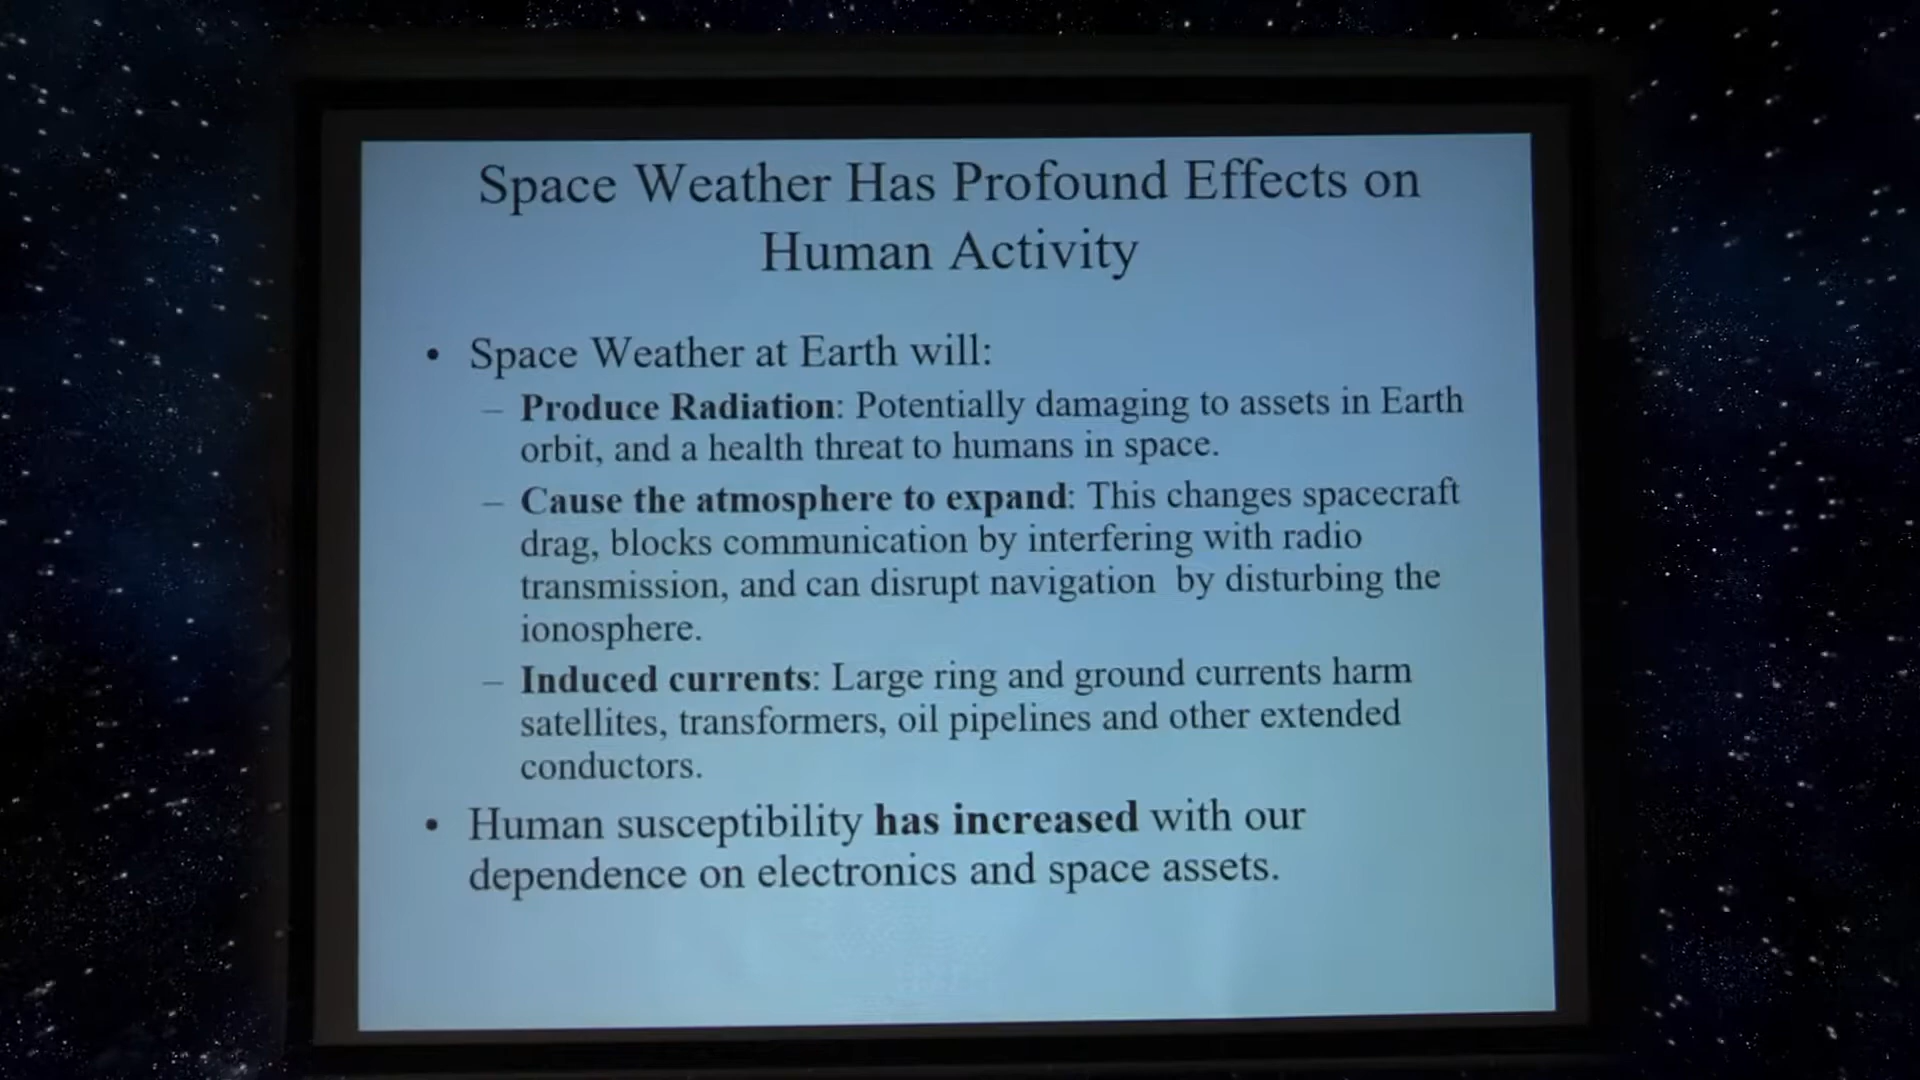 Space Weather Has Profound Effects on
Human Activity
• Space Weather at Earth will:
– Produce Radiation: Potentially damaging to assets in Earth
orbit, and a health threat to humans in space.
– Cause the atmosphere to expand: This changes spacecraft
drag, blocks communication by interfering with radio
transmission, and can disrupt navigation by disturbing the
ionosphere.
– Induced currents: Large ring and ground currents harm
satellites, transformers, oil pipelines and other extended
conductors.
• Human susceptibility has increased with our
dependence on electronics and space assets.